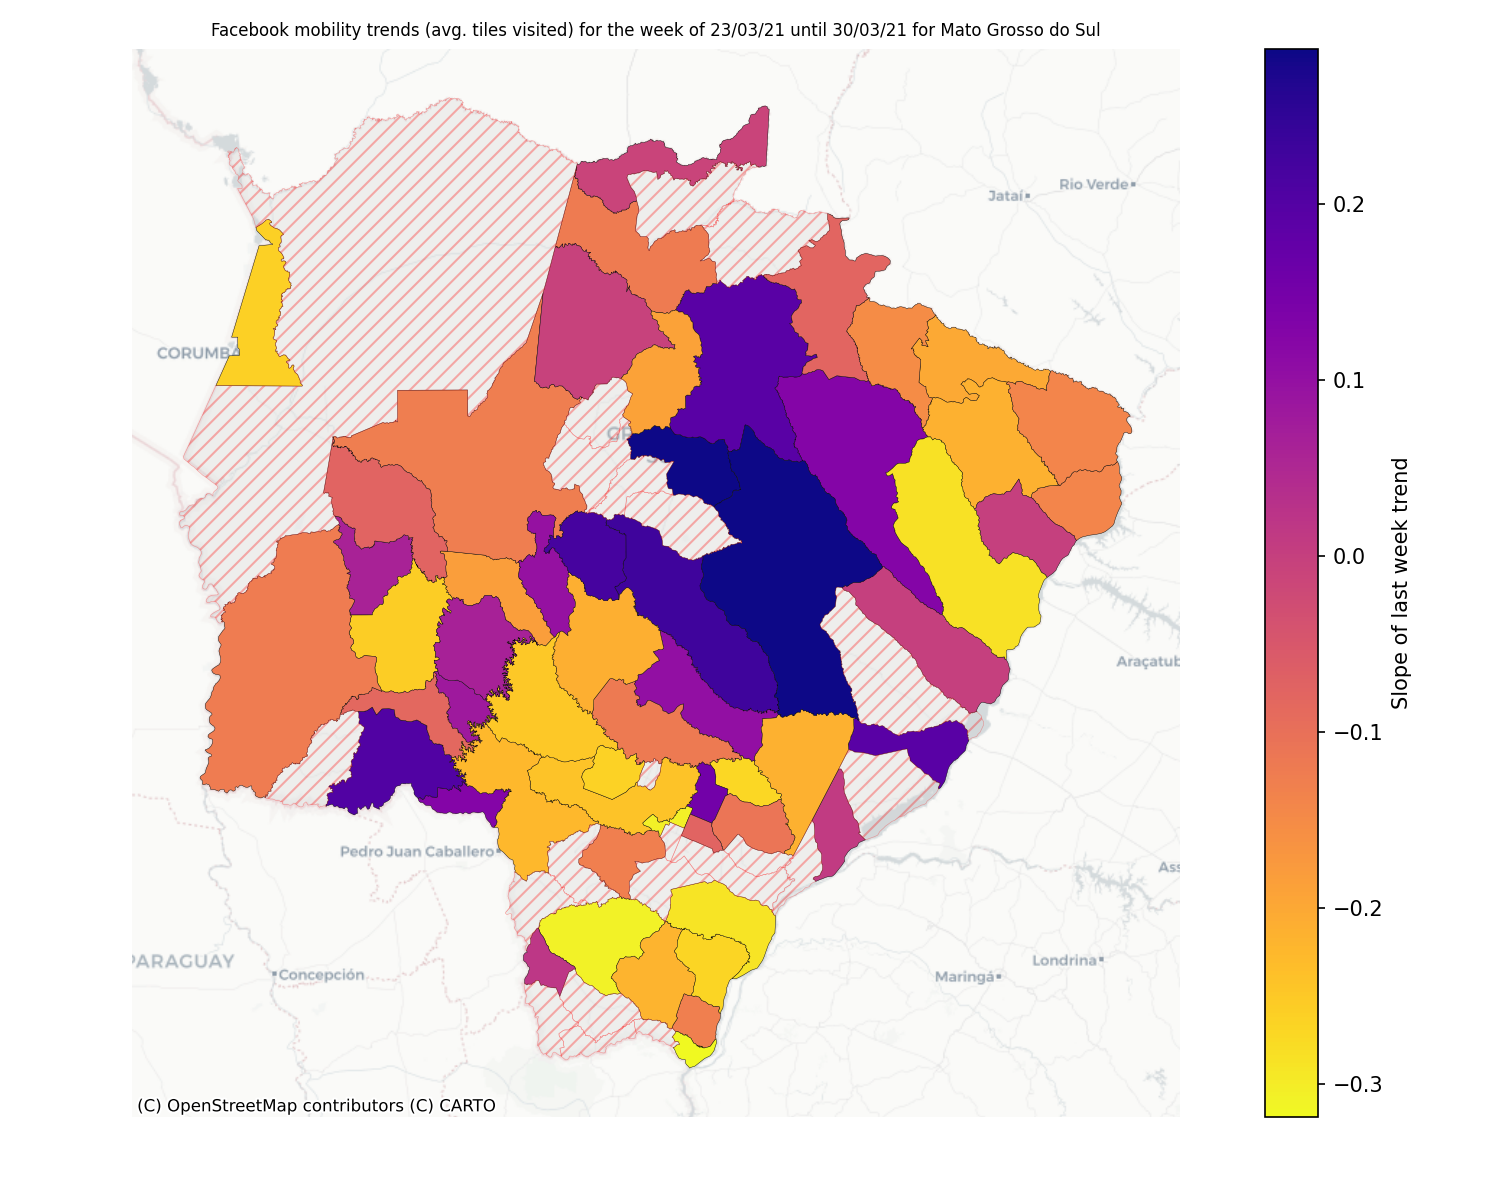 Facebook mobility trends (avg. tiles visited) for the week of 23/03/21 until 30/03/21 for Mato Grosso do Sul
Jataí
Rio Verde
0.2
CORUMBÁ
0.1
0.0
Slope of last week trend
Araçatub
−0.1
Pedro Juan Caballero
Ass
−0.2
PARAGUAY
Concepción
Maringá
Londrina
−0.3
(C) OpenStreetMap contributors (C) CARTO